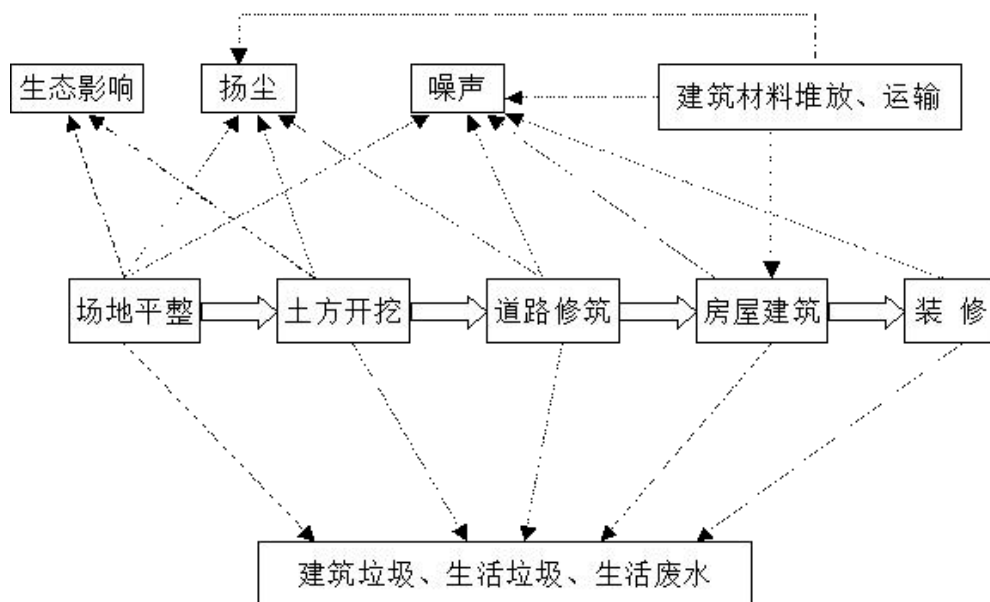 生态影响
扬尘
噪声
建筑材料堆放、运输
场地平整
土方开挖
道路修筑
房屋建筑
装 修
建筑垃圾、生活垃圾、生活废水